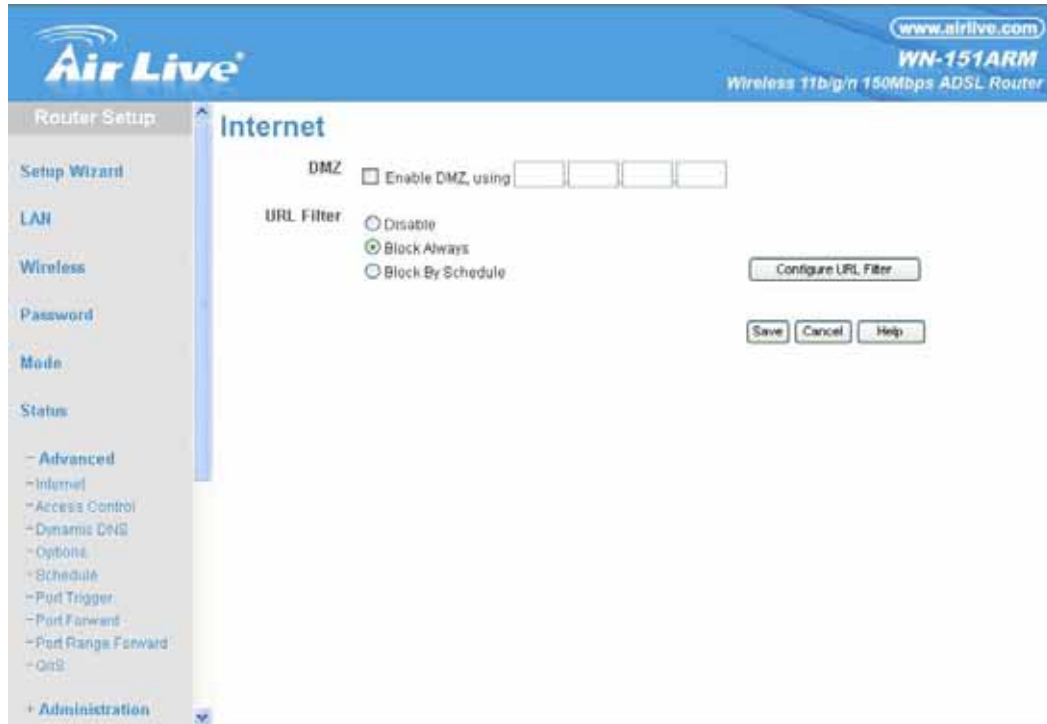 www.airlive.com
Air Live
WN-151ARM
Wireless 11b/g/n 150Mbps ADSL Router
Router Setup
Setup Wizard
LAN
Wireless
Password
Mode
Status
- Advanced
- Internet
- Access Control
- Dynamic DNS
- Options
- Schedule
- Port Trigger
- Port Forward
- Port Range Forward
- QoS
+ Administration
Internet
DMZ
Enable DMZ, using . . .
URL Filter
Disable
Block Always
Block By Schedule
Configure URL Filter
Save Cancel Help